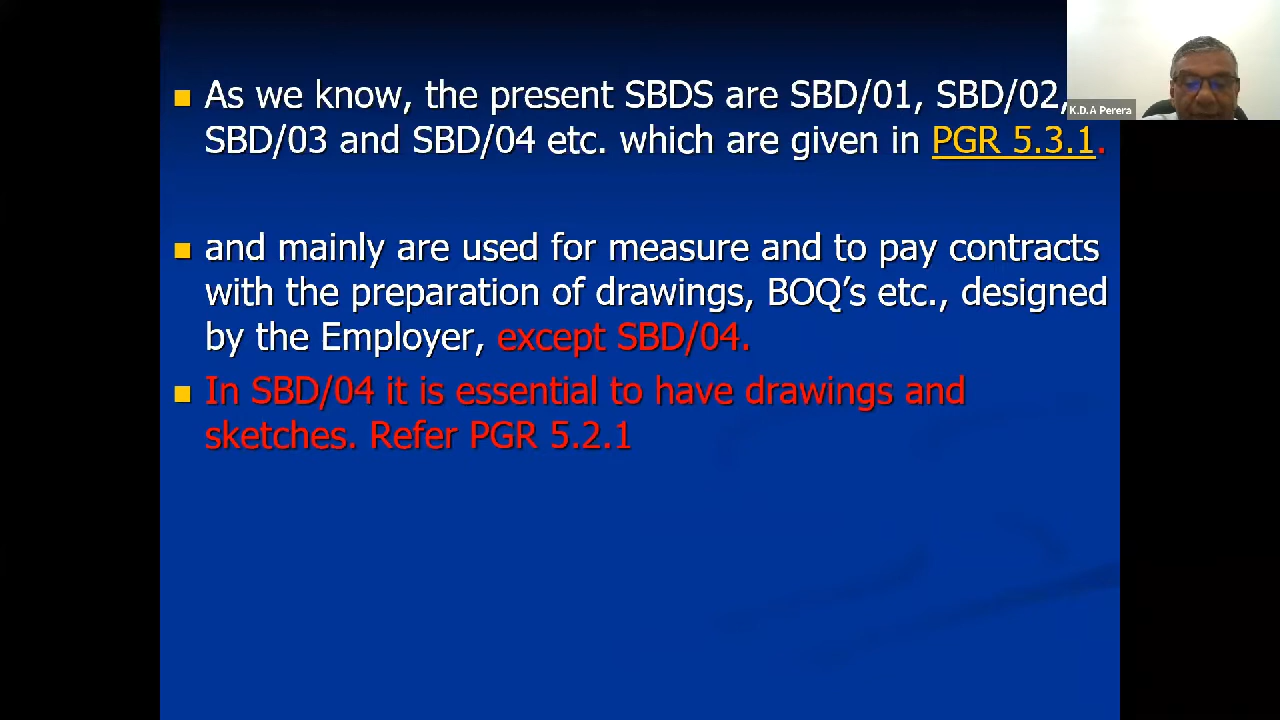 As we know, the present SBDS are SBD/01, SBD/02,
SBD/03 and SBD/04 etc. which are given in PGR 5.3.1.
and mainly are used for measure and to pay contracts
with the preparation of drawings, BOQ’s etc., designed
by the Employer, except SBD/04.
In SBD/04 it is essential to have drawings and
sketches. Refer PGR 5.2.1
K.D.A Perera